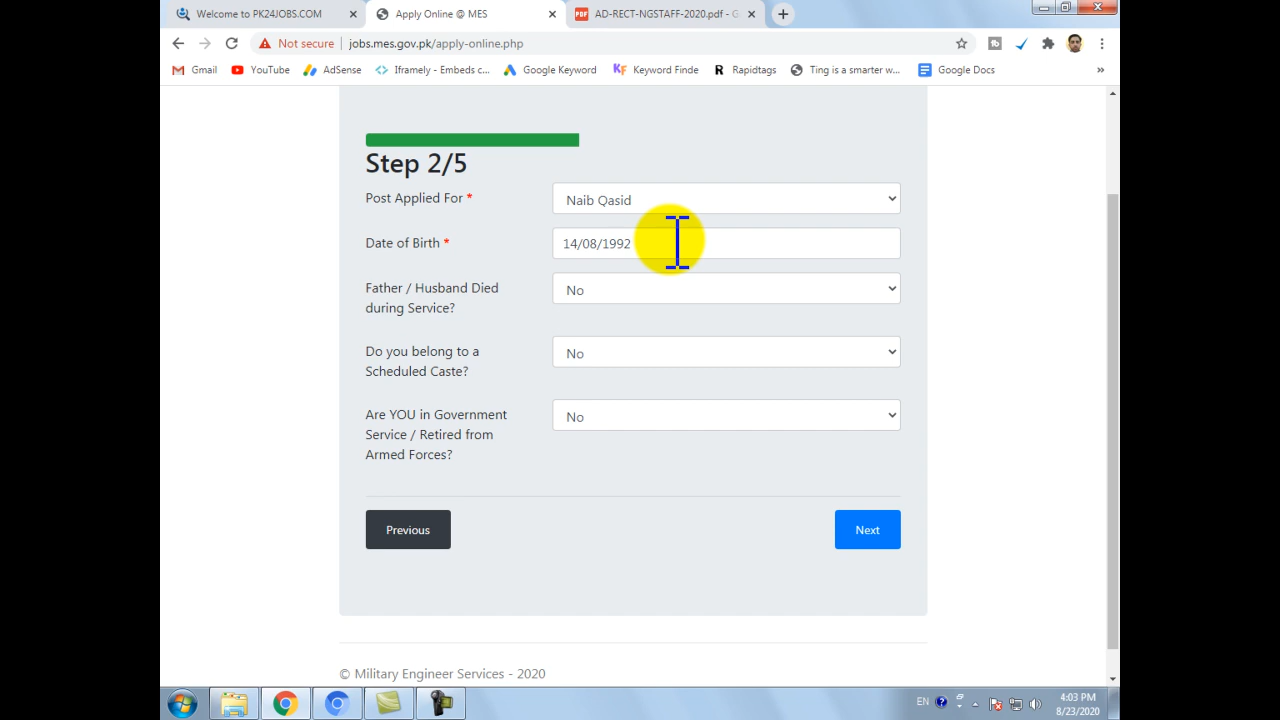 Welcome to PK24JOBS.COM
Apply Online @ MES
AD-RECT-NGSTAFF-2020.pdf - G
Not secure
jobs.mes.gov.pk/apply-online.php
Gmail
YouTube
AdSense
Iframely - Embeds c...
Google Keyword
Keyword Finde
Rapidtags
Ting is a smarter w...
Google Docs
»
Step 2/5
Post Applied For *
Naib Qasid
Date of Birth *
14/08/1992
Father / Husband Died
during Service?
No
Do you belong to a
Scheduled Caste?
No
Are YOU in Government
Service / Retired from
Armed Forces?
No
Previous
Next
© Military Engineer Services - 2020
EN
4:03 PM
8/23/2020